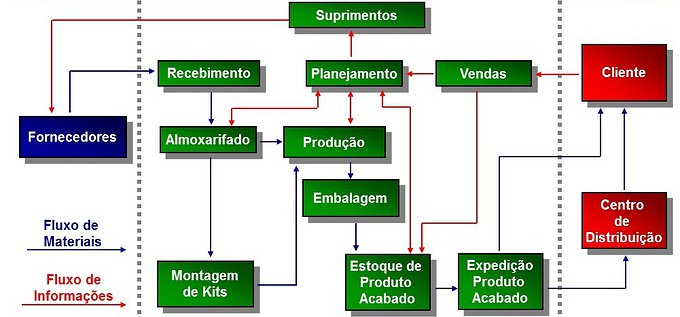 Suprimentos
Recebimento
Planejamento
Vendas
Cliente
Fornecedores
Almoxarifado
Produção
Embalagem
Centro
de
Distribuição
Fluxo de
Materiais
Montagem
de Kits
Estoque de
Produto
Acabado
Expedição
Produto
Acabado
Fluxo de
Informações